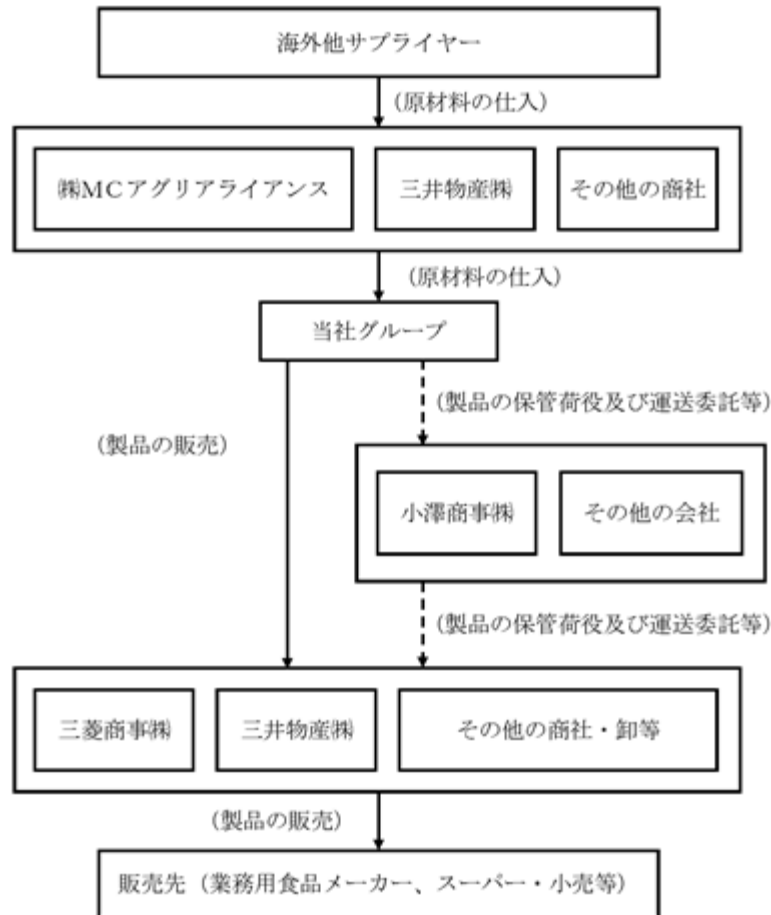 海外他サプライヤー
(原材料の仕入)
㈱MCアグリアライアンス
三井物産㈱
その他の商社
(原材料の仕入)
当社グループ
(製品の保管荷役及び運送委託等)
(製品の販売)
小澤商事㈱
その他の会社
(製品の保管荷役及び運送委託等)
三菱商事㈱
三井物産㈱
その他の商社・卸等
(製品の販売)
販売先（業務用食品メーカー、スーパー・小売等）